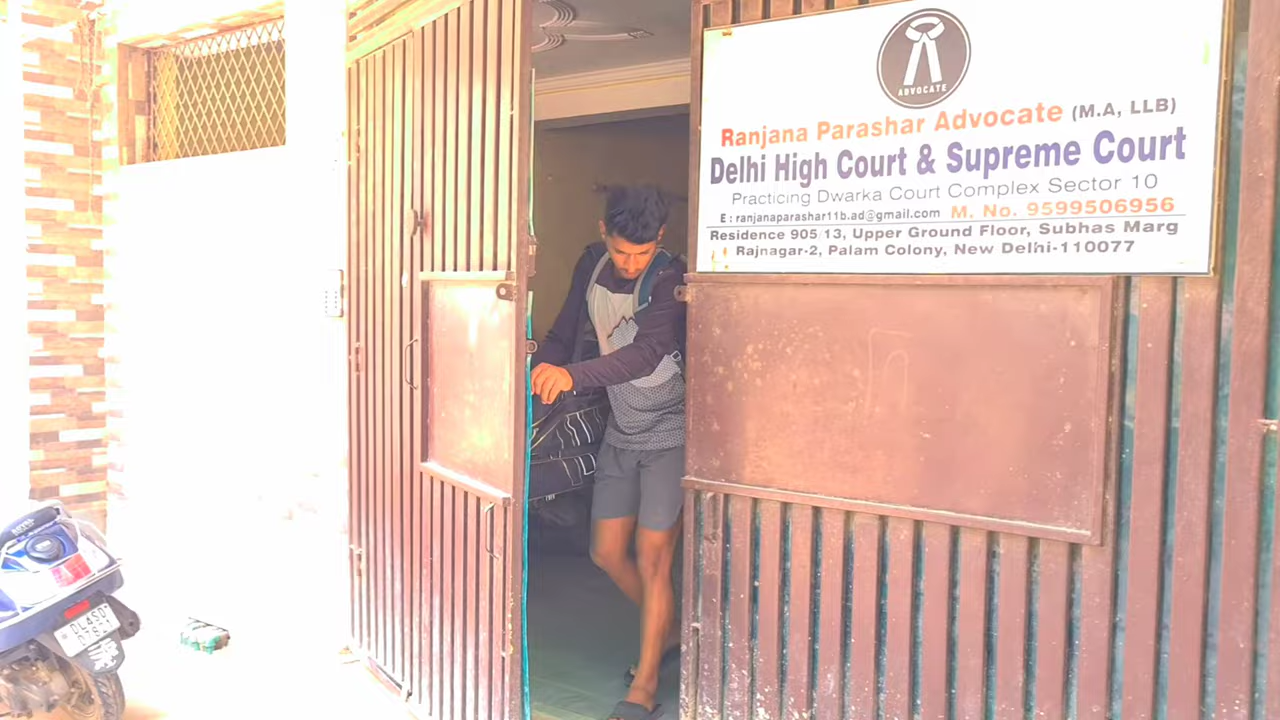 ADVOCATE
Ranjana Parashar Advocate (M.A, LLB)
Delhi High Court & Supreme Court
Practicing Dwarka Court Complex Sector 10
E : ranjanaparashar11b.ad@gmail.com M. No. 9599506956
Residence 905/13, Upper Ground Floor, Subhas Marg
Rajnagar-2, Palam Colony, New Delhi-110077
DL4SD